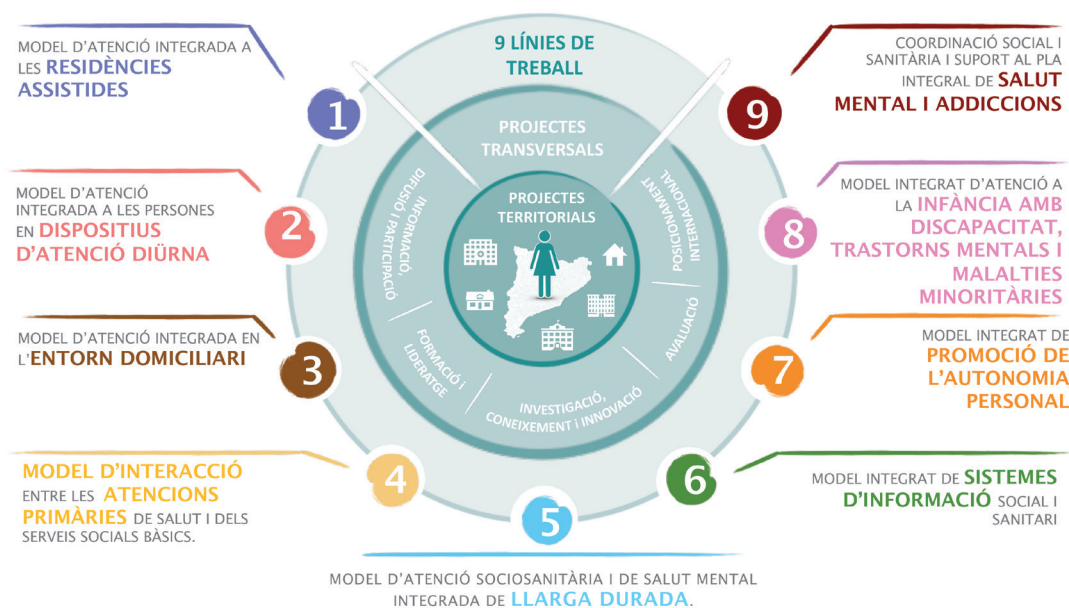 9 LÍNIES DE
TREBALL
PROJECTES
TRANSVERSALS
PROJECTES
TERRITORIALS
INFORMACIÓ,
DIFUSIÓ I PARTICIPACIÓ
FORMACIÓ i
LIDERATGE
INVESTIGACIÓ,
CONEIXEMENT i INNOVACIÓ
AVALUACIÓ
POSICIONAMENT
INTERNACIONAL
1
MODEL D'ATENCIÓ INTEGRADA A
LES RESIDÈNCIES
ASSISTIDES
2
MODEL D'ATENCIÓ
INTEGRADA A LES PERSONES
EN DISPOSITIUS
D'ATENCIÓ DIÜRNA
3
MODEL D'ATENCIÓ INTEGRADA EN
L'ENTORN DOMICILIARI
4
MODEL D'INTERACCIÓ
ENTRE LES ATENCIONS
PRIMÀRIES DE SALUT I DELS
SERVEIS SOCIALS BÀSICS.
5
MODEL D'ATENCIÓ SOCIOSANITÀRIA I DE SALUT MENTAL
INTEGRADA DE LLARGA DURADA.
6
MODEL INTEGRAT DE SISTEMES
D'INFORMACIÓ SOCIAL I
SANITARI
7
MODEL INTEGRAT DE
PROMOCIÓ DE
L'AUTONOMIA
PERSONAL
8
MODEL INTEGRAT D'ATENCIÓ A
LA INFÀNCIA AMB
DISCAPACITAT,
TRASTORNS MENTALS I
MALALTIES
MINORITÀRIES
9
COORDINACIÓ SOCIAL I
SANITÀRIA I SUPORT AL PLA
INTEGRAL DE SALUT
MENTAL I ADDICCIONS